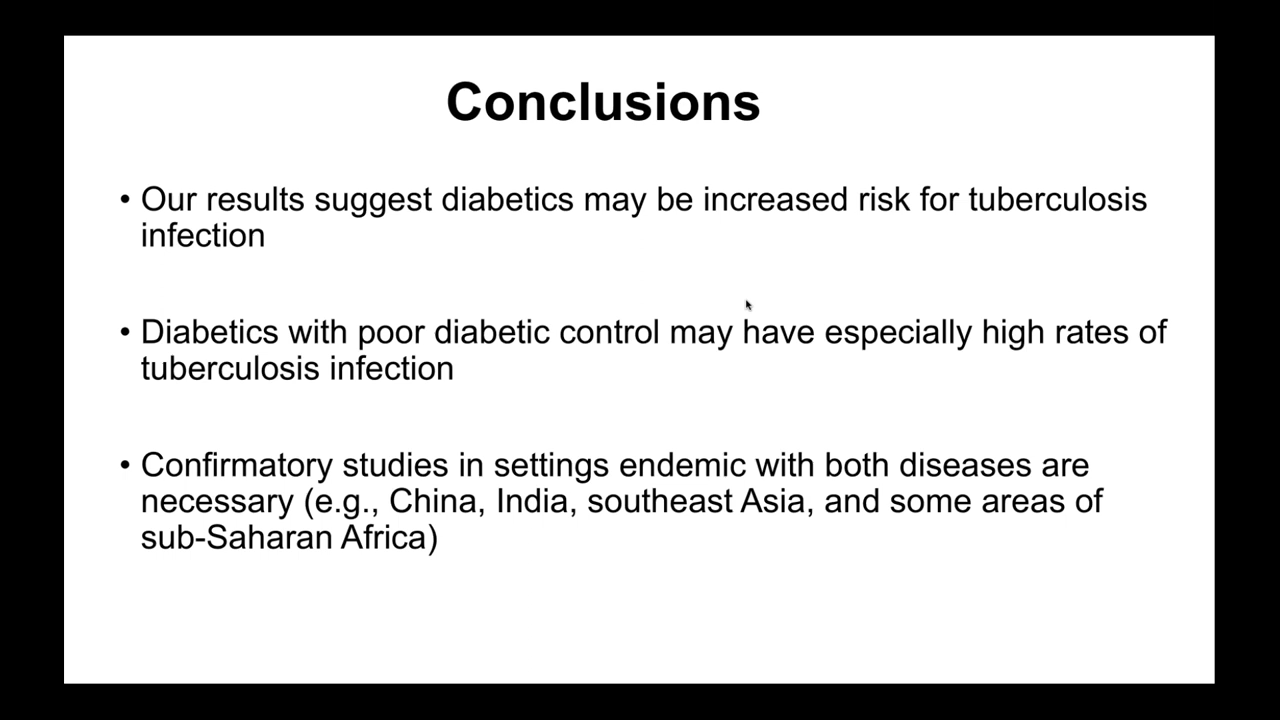 Conclusions
• Our results suggest diabetics may be increased risk for tuberculosis
infection
• Diabetics with poor diabetic control may have especially high rates of
tuberculosis infection
• Confirmatory studies in settings endemic with both diseases are
necessary (e.g., China, India, southeast Asia, and some areas of
sub-Saharan Africa)